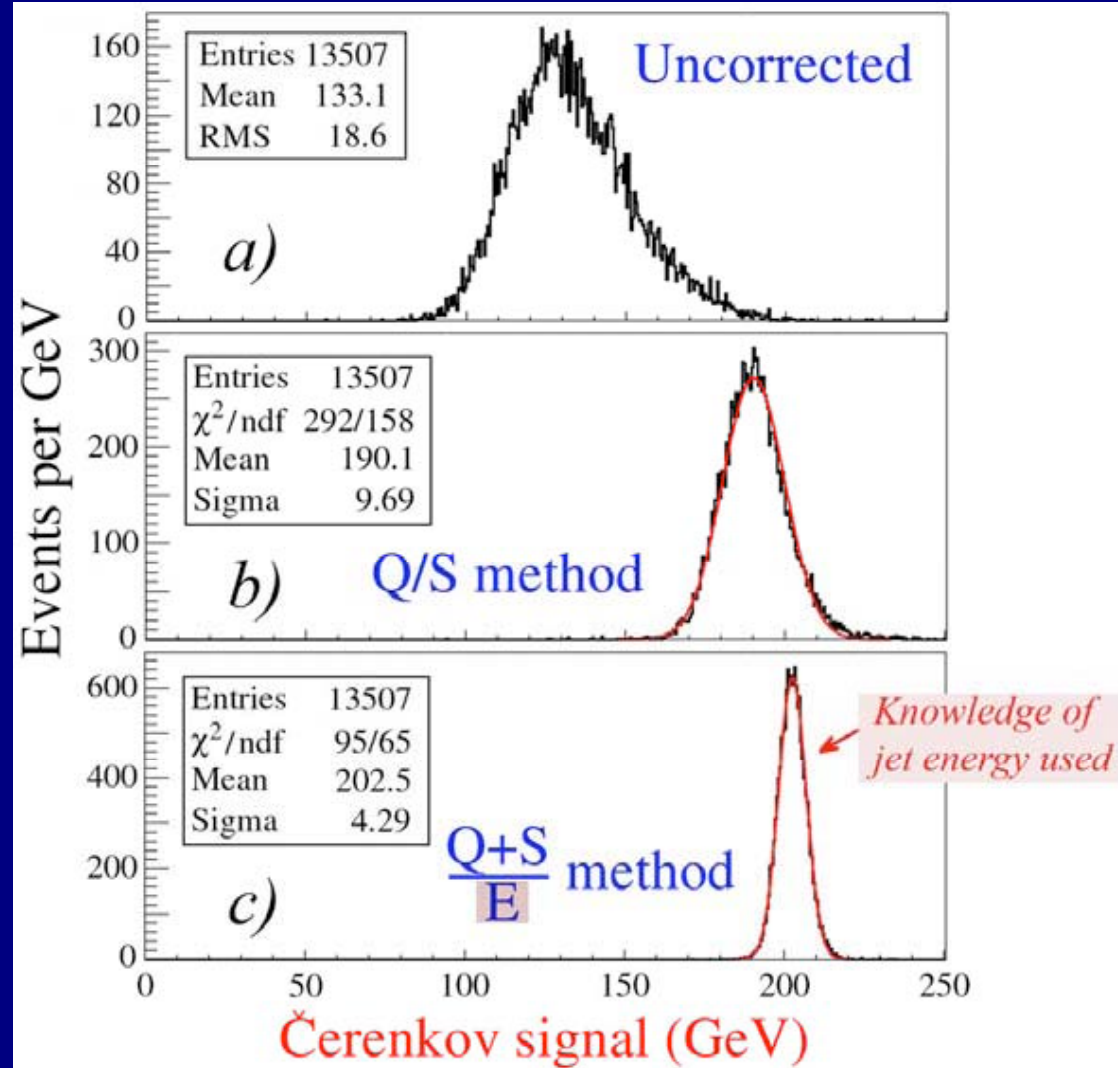 Events per GeV
160
120
80
40
0
Entries 13507
Mean 133.1
RMS 18.6
Uncorrected
a)
300
200
100
0
Entries 13507
χ²/ndf 292/158
Mean 190.1
Sigma 9.69
b)
Q/S method
600
400
200
0
Entries 13507
χ²/ndf 95/65
Mean 202.5
Sigma 4.29
c)
Q+S
E
method
Knowledge of
jet energy used
0 50 100 150 200 250
Čerenkov signal (GeV)